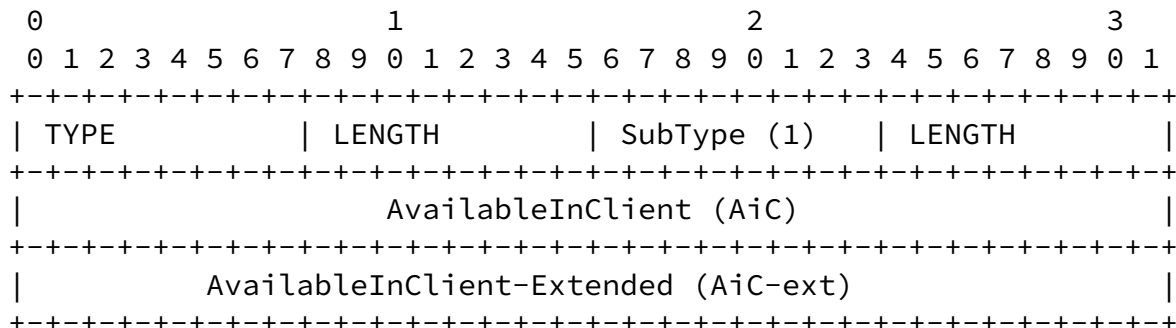 0                   1                   2                   3
 0 1 2 3 4 5 6 7 8 9 0 1 2 3 4 5 6 7 8 9 0 1 2 3 4 5 6 7 8 9 0 1
+-+-+-+-+-+-+-+-+-+-+-+-+-+-+-+-+-+-+-+-+-+-+-+-+-+-+-+-+-+-+-+-+
| TYPE          | LENGTH        | SubType (1)   | LENGTH        |
+-+-+-+-+-+-+-+-+-+-+-+-+-+-+-+-+-+-+-+-+-+-+-+-+-+-+-+-+-+-+-+-+
|                    AvailableInClient (AiC)                    |
+-+-+-+-+-+-+-+-+-+-+-+-+-+-+-+-+-+-+-+-+-+-+-+-+-+-+-+-+-+-+-+-+
|          AvailableInClient-Extended (AiC-ext)                 |
+-+-+-+-+-+-+-+-+-+-+-+-+-+-+-+-+-+-+-+-+-+-+-+-+-+-+-+-+-+-+-+-+